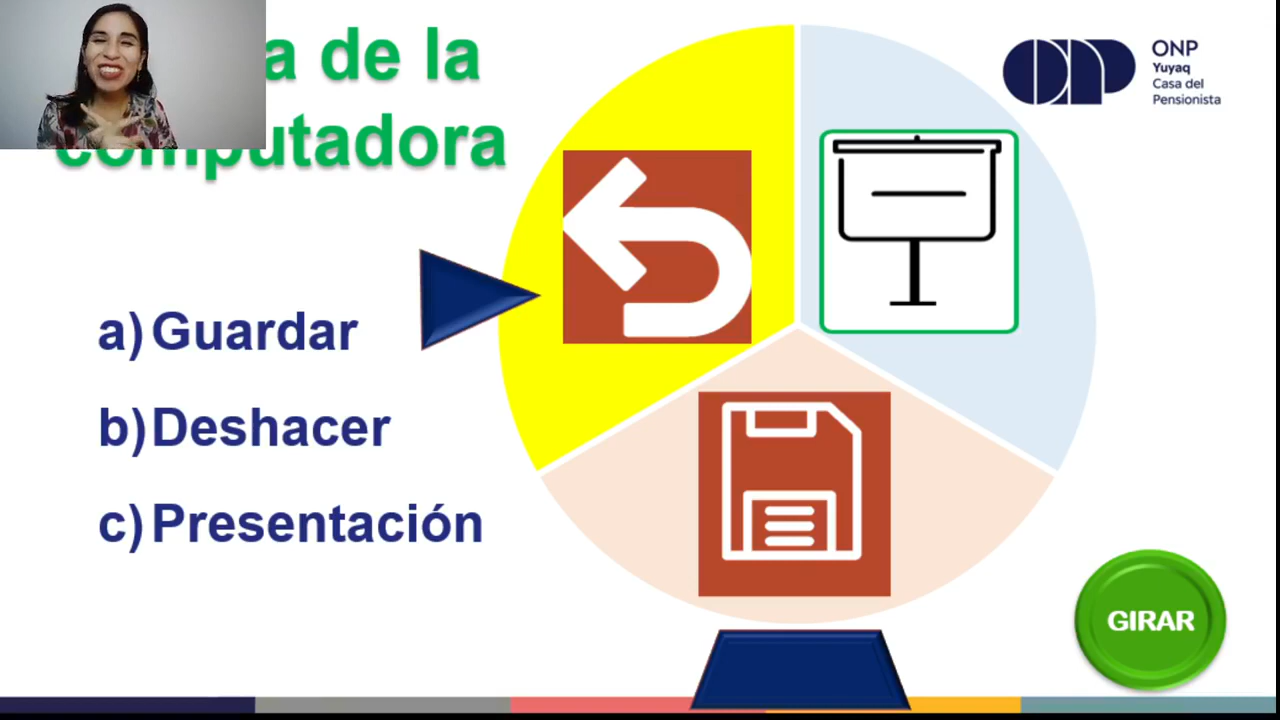 de la
computadora
ONP
Yuyaq
Casa del
Pensionista
a) Guardar
b) Deshacer
c) Presentación
GIRAR